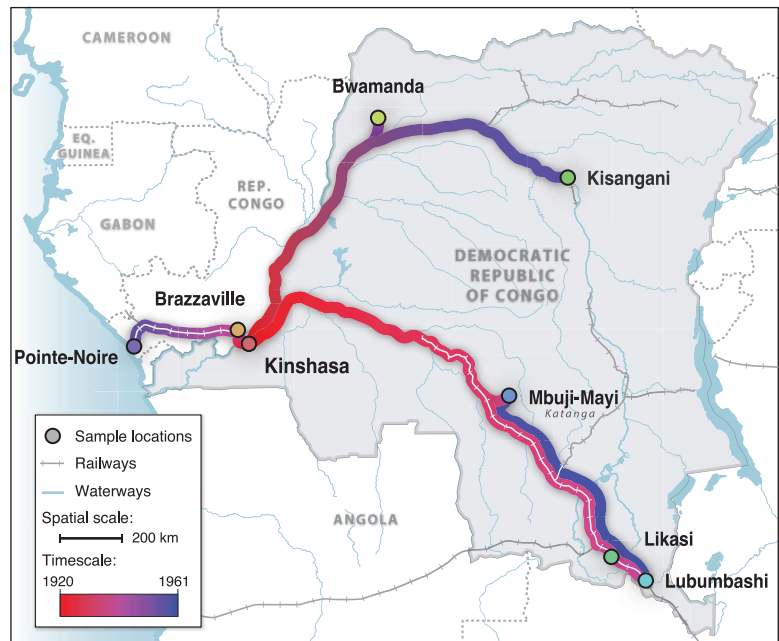 CAMEROON
Bwamanda
EQ.
GUINEA
Kisangani
REP.
CONGO
GABON
DEMOCRATIC
REPUBLIC
OF CONGO
Brazzaville
Pointe-Noire
Kinshasa
Mbuji-Mayi
Katanga
Sample locations
Railways
Waterways
Spatial scale:
200 km
Timescale:
1920 1961
ANGOLA
Likasi
Lubumbashi